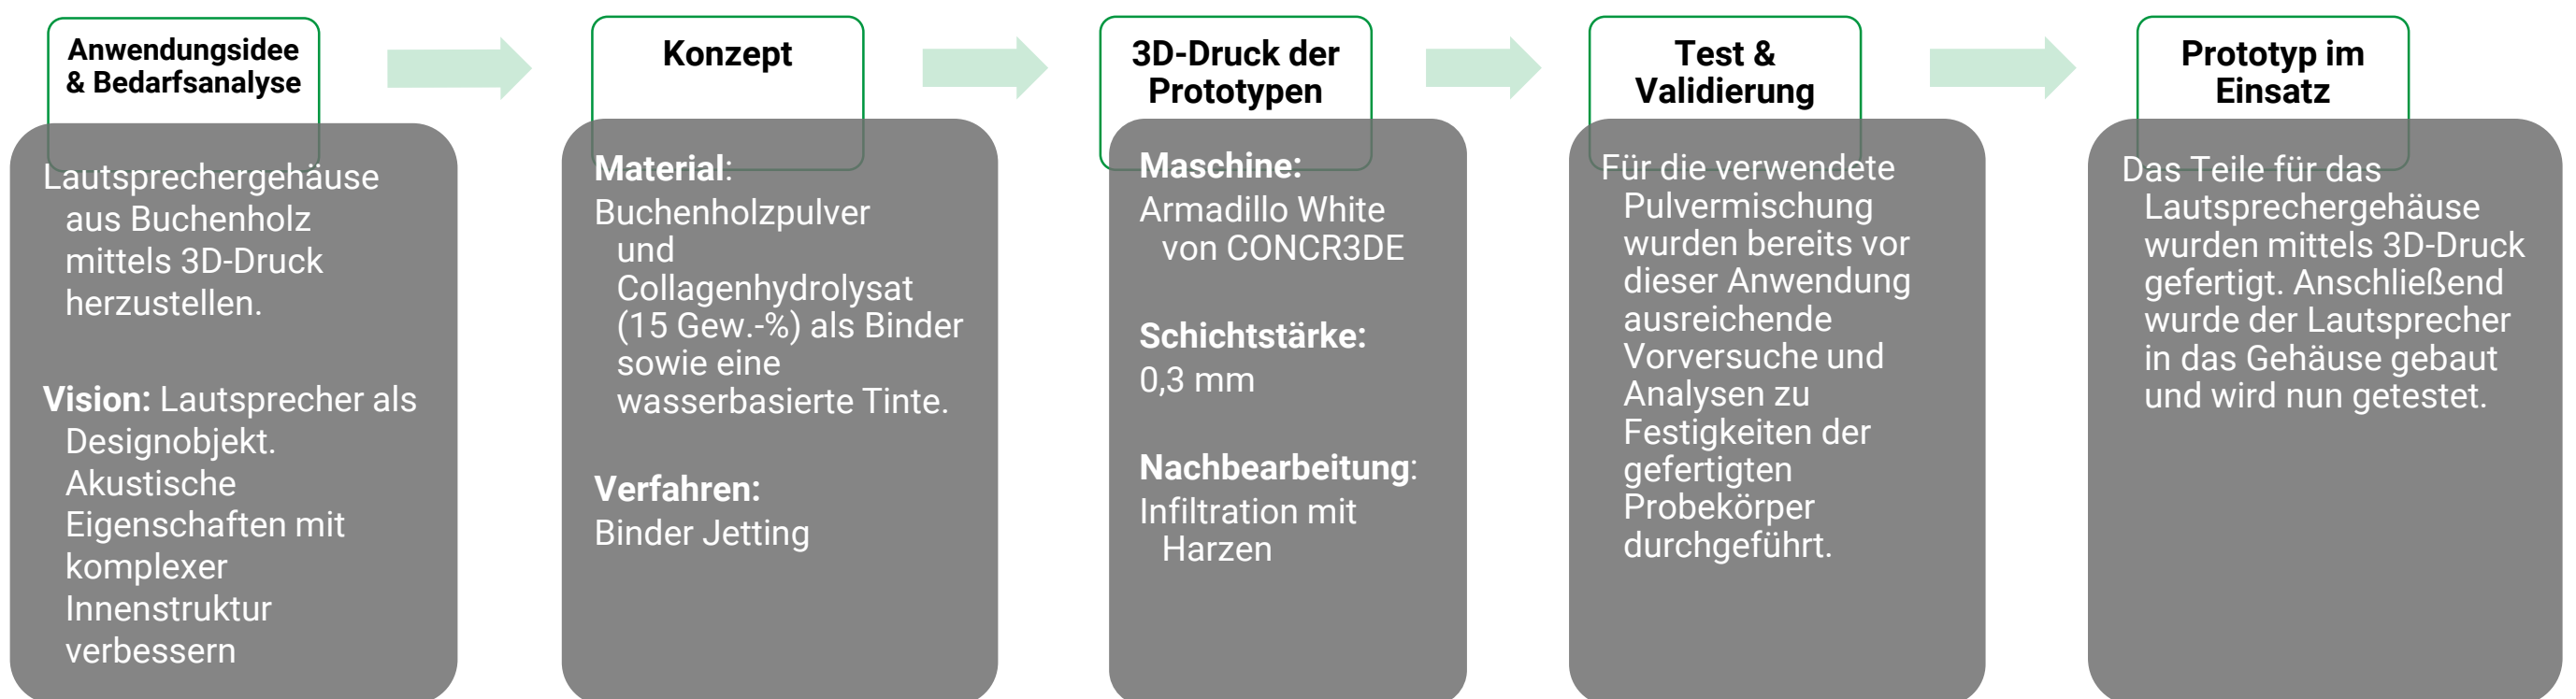 Anwendungsidee
& Bedarfsanalyse
Lautsprechergehäuse
aus Buchenholz
mittels 3D-Druck
herzustellen.
Vision: Lautsprecher als
Designobjekt.
Akustische
Eigenschaften mit
komplexer
Innenstruktur
verbessern
Konzept
Material:
Buchenholzpulver
und
Collagenhydrolysat
(15 Gew.-%) als Binder
sowie eine
wasserbasierte Tinte.
Verfahren:
Binder Jetting
3D-Druck der
Prototypen
Maschine:
Armadillo White
von CONCR3DE
Schichtstärke:
0,3 mm
Nachbearbeitung:
Infiltration mit
Harzen
Test &
Validierung
Für die verwendete
Pulvermischung
wurden bereits vor
dieser Anwendung
ausreichende
Vorversuche und
Analysen zu
Festigkeiten der
gefertigten
Probekörper
durchgeführt.
Prototyp im
Einsatz
Das Teile für das
Lautsprechergehäuse
wurden mittels 3D-Druck
gefertigt. Anschließend
wurde der Lautsprecher
in das Gehäuse gebaut
und wird nun getestet.